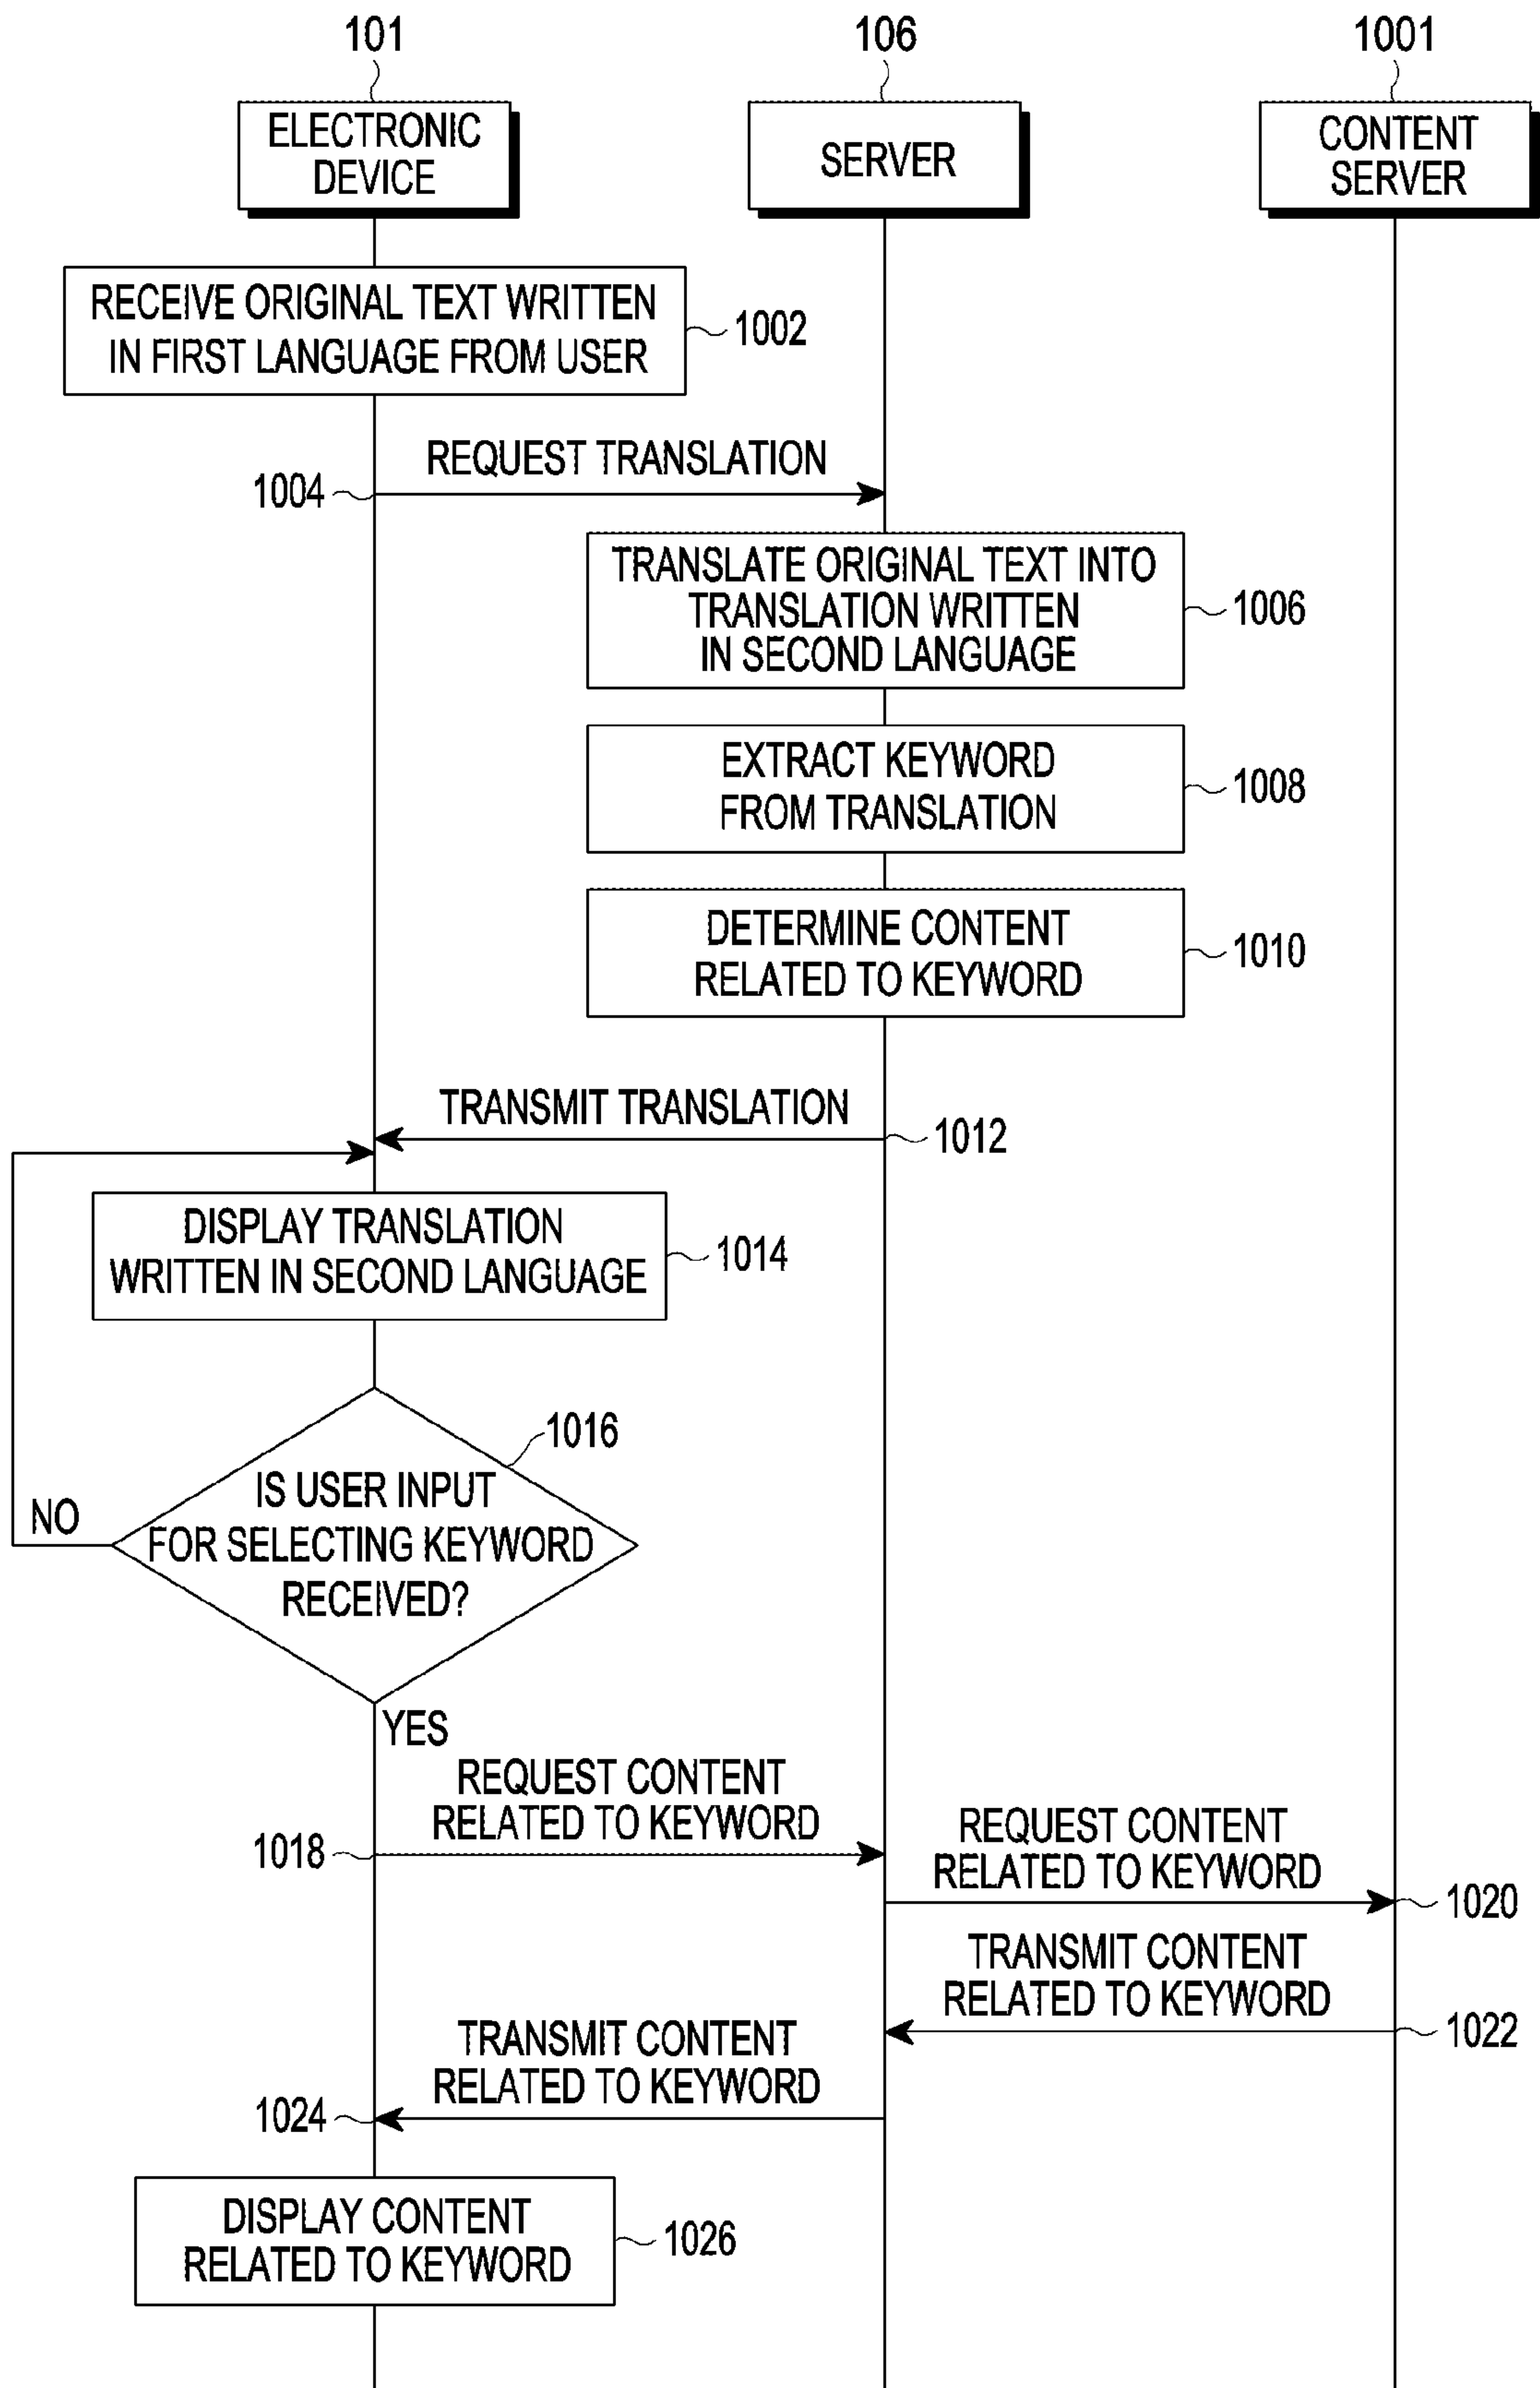 101
106
1001
ELECTRONIC
DEVICE
SERVER
CONTENT
SERVER
RECEIVE ORIGINAL TEXT WRITTEN
IN FIRST LANGUAGE FROM USER
1002
REQUEST TRANSLATION
1004
TRANSLATE ORIGINAL TEXT INTO
TRANSLATION WRITTEN
IN SECOND LANGUAGE
1006
EXTRACT KEYWORD
FROM TRANSLATION
1008
DETERMINE CONTENT
RELATED TO KEYWORD
1010
TRANSMIT TRANSLATION
1012
DISPLAY TRANSLATION
WRITTEN IN SECOND LANGUAGE
1014
1016
IS USER INPUT
FOR SELECTING KEYWORD
RECEIVED?
NO
YES
REQUEST CONTENT
RELATED TO KEYWORD
1018
REQUEST CONTENT
RELATED TO KEYWORD
1020
TRANSMIT CONTENT
RELATED TO KEYWORD
1022
TRANSMIT CONTENT
RELATED TO KEYWORD
1024
DISPLAY CONTENT
RELATED TO KEYWORD
1026